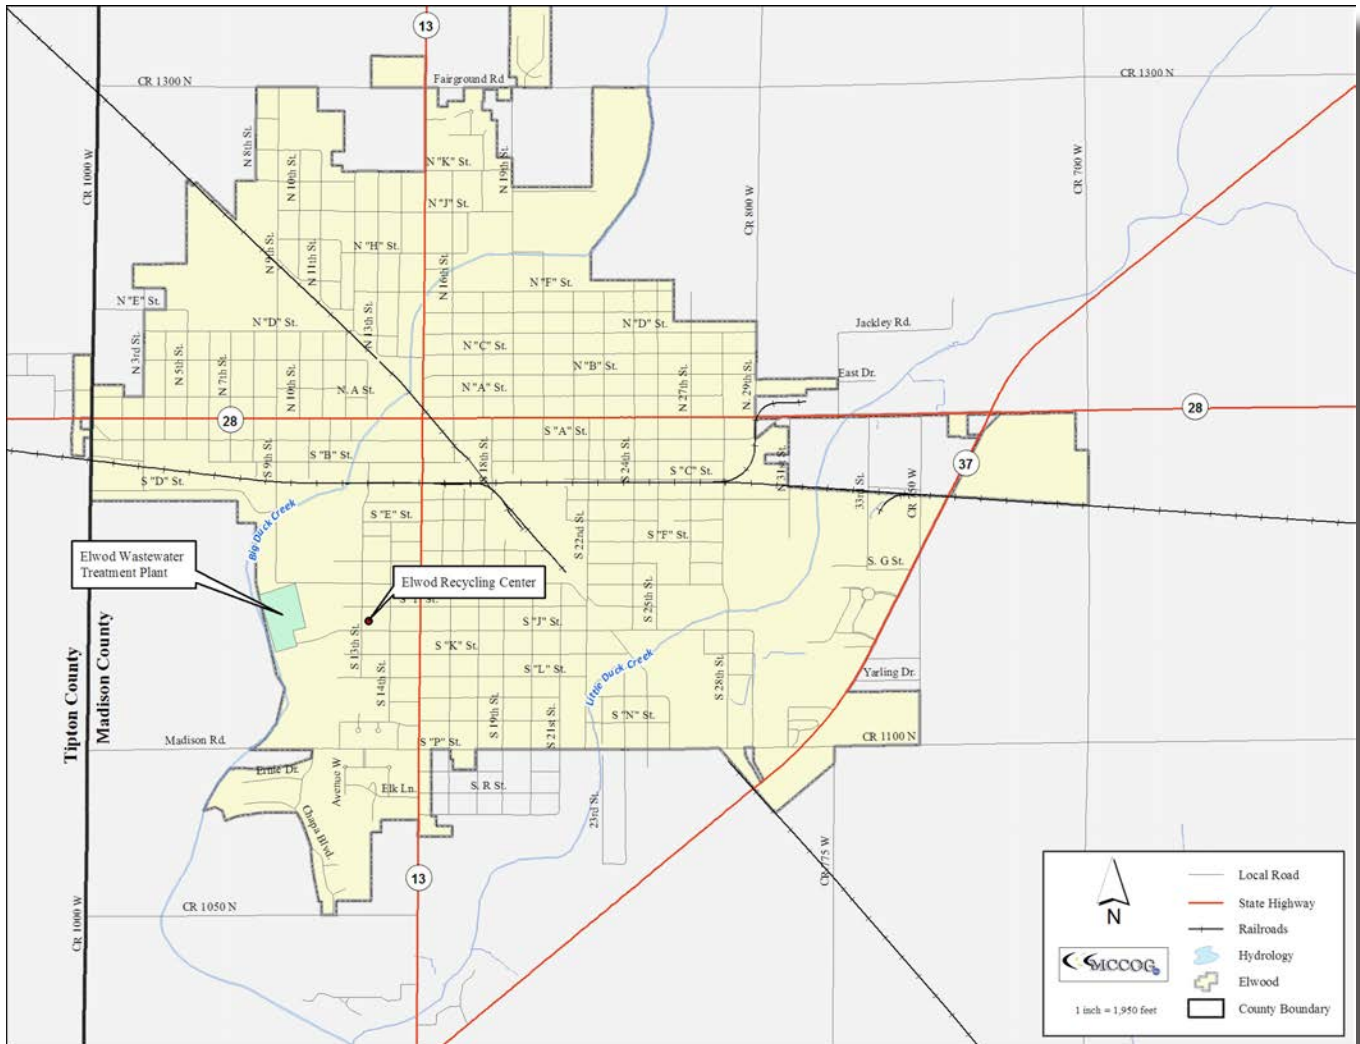 13
Fairground Rd
CR 1300 N
CR 1300 N
N 8th St.
N 10th St.
N "K" St.
N 19th St.
CR 1000 W
CR 800 W
CR 700 W
N "J" St.
N 9th St.
N 11th St.
N "H" St.
N 16th St.
N "F" St.
N "E" St.
N "D" St.
N 13th St.
N "D" St.
Jackley Rd.
N 3rd St.
N 5th St.
N 7th St.
N 10th St.
N "C" St.
N "B" St.
N. A St.
N "A" St.
N 27th St.
N. 29th St.
East Dr.
28
28
S "A" St.
S 9th St.
S "B" St.
S 18th St.
S 24th St.
S "C" St.
N 31st St.
37
S "D" St.
33rd St.
CR 750 W
Big Duck Creek
S "E" St.
S 22nd St.
S "F" St.
Elwod Wastewater
Treatment Plant
Elwod Recycling Center
S. G St.
S 25th St.
S "J" St.
S 13th St.
S "K" St.
S 14th St.
S "L" St.
Little Duck Creek
S 28th St.
Yarling Dr.
Tipton County
Madison County
S 19th St.
S 21st St.
S "N" St.
Madison Rd.
S "P" St.
CR 1100 N
Ernie Dr.
Avenue W
Elk Ln.
S. R St.
23rd St.
Chapa Blvd.
CR 775 W
13
CR 1050 N
CR 1000 W
N
MCCOG
1 inch = 1,950 feet
Local Road
State Highway
Railroads
Hydrology
Elwood
County Boundary